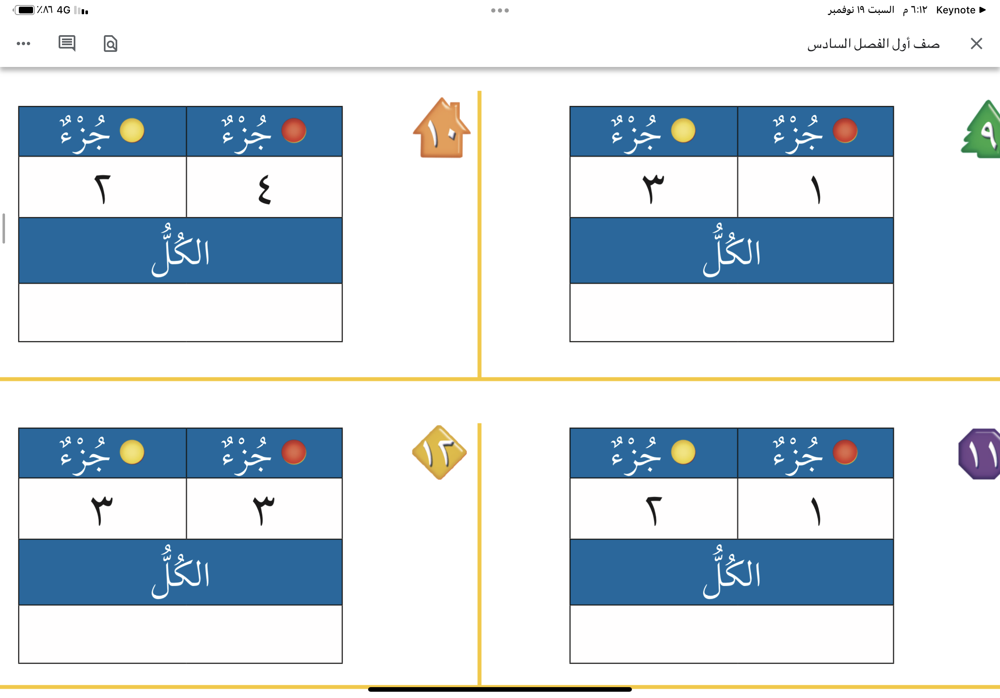 Keynote ٦:١٢ م السبت ١٩ نوفمبر
4G ٪٨٦
صف أول الفصل السادس
٩
جُزْءٌ جُزْءٌ
١ ٣
الكُلُّ
١٠
جُزْءٌ جُزْءٌ
٤ ٢
الكُلُّ
١١
جُزْءٌ جُزْءٌ
١ ٢
الكُلُّ
١٢
جُزْءٌ جُزْءٌ
٣ ٣
الكُلُّ